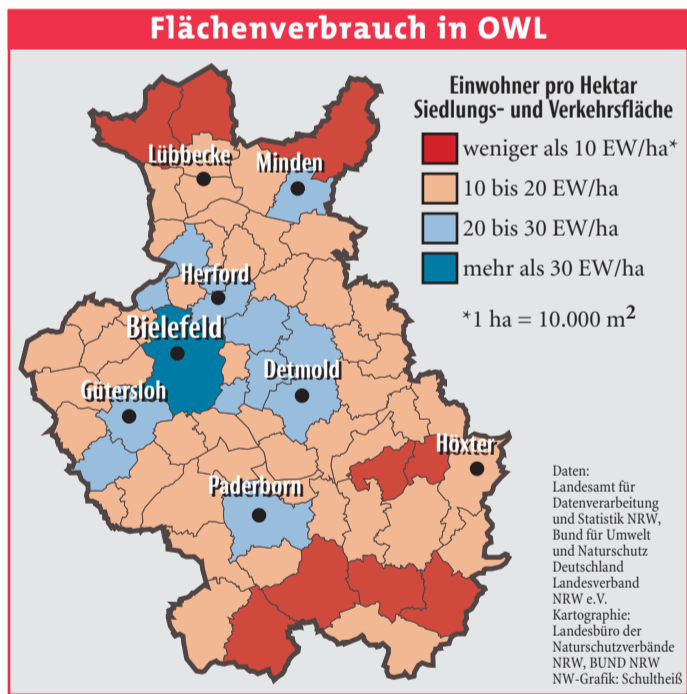 Flächenverbrauch in OWL
Einwohner pro Hektar
Siedlungs- und Verkehrsfläche
weniger als 10 EW/ha*
10 bis 20 EW/ha
20 bis 30 EW/ha
mehr als 30 EW/ha
*1 ha = 10.000 m²
Lübbecke
Minden
Herford
Bielefeld
Detmold
Gütersloh
Höxter
Paderborn
Daten:
Landesamt für
Datenverarbeitung
und Statistik NRW,
Bund für Umwelt
und Naturschutz
Deutschland
Landesverband
NRW e.V.
Kartographie:
Landesbüro der
Naturschutzverbände
NRW, BUND NRW
NW-Grafik: Schultheiß